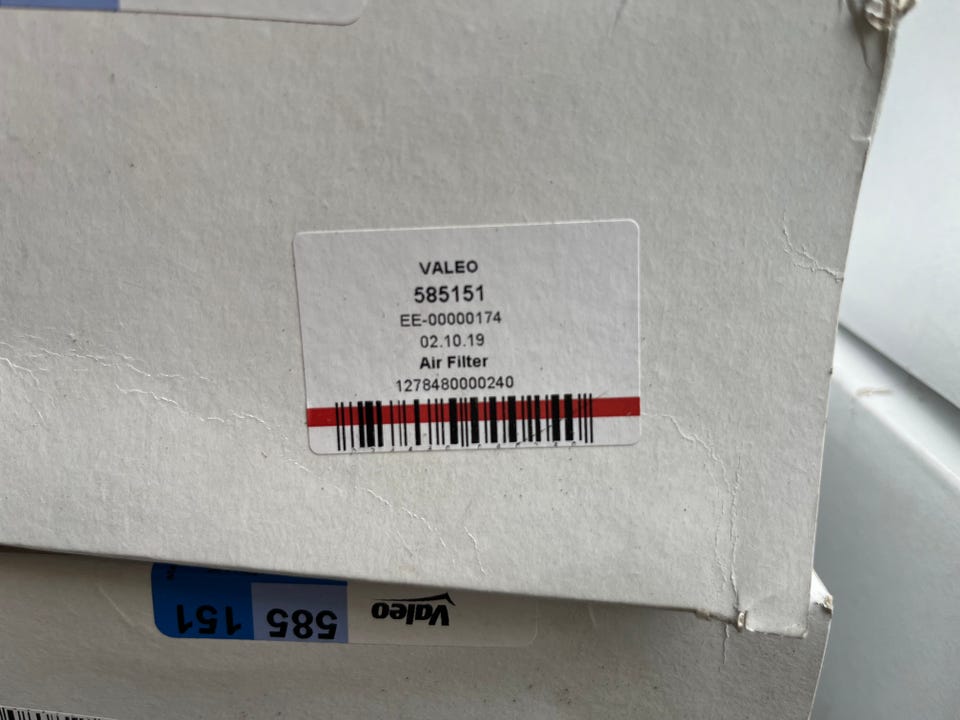 VALEO
585151
EE-00000174
02.10.19
Air Filter
1278480000240
Valeo
585 151